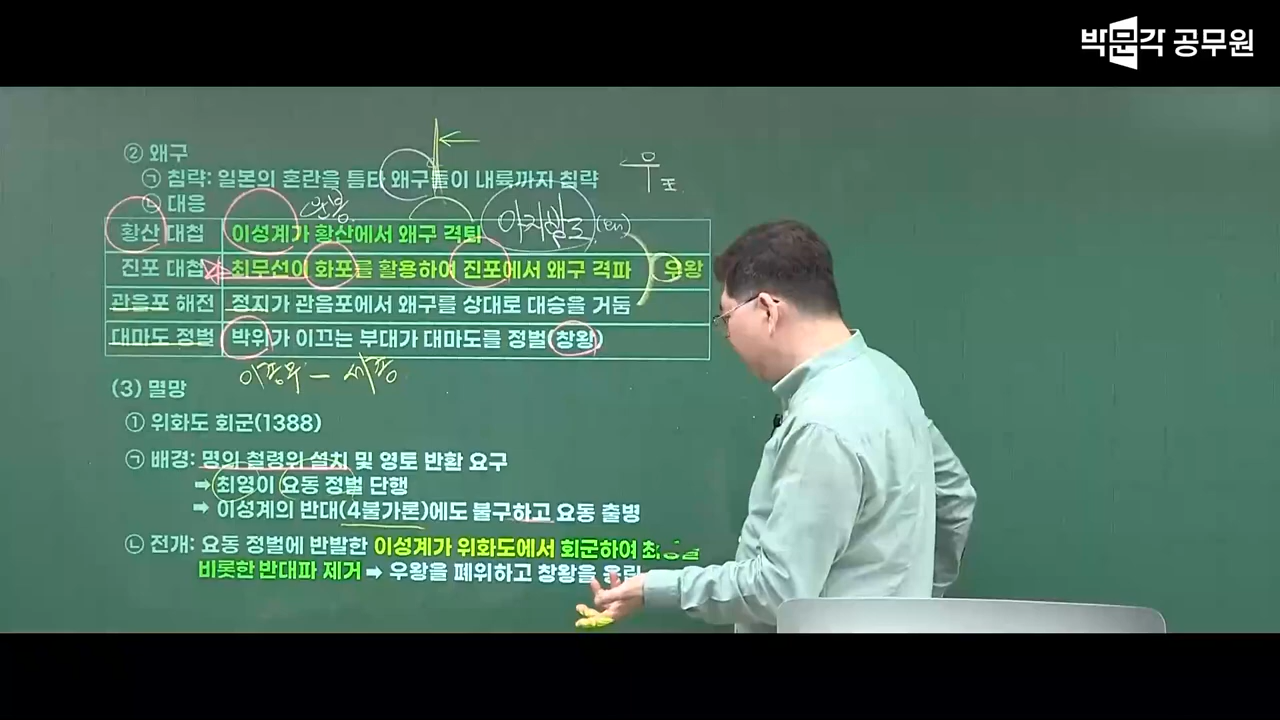 박문각 공무원
② 왜구
㉠ 침략: 일본의 혼란을 틈타 왜구들이 내륙까지 침략
우
㉡ 대응
황산 대첩 이성계가 황산에서 왜구 격퇴 아지발도
진포 대첩 최무선이 화포를 활용하여 진포에서 왜구 격파 우왕
관음포 해전 정지가 관음포에서 왜구를 상대로 대승을 거둠
대마도 정벌 박위가 이끄는 부대가 대마도를 정벌(창왕)
이종무 - 세종
(3) 멸망
① 위화도 회군(1388)
㉠ 배경: 명의 철령위 설치 및 영토 반환 요구
➡ 최영이 요동 정벌 단행
➡ 이성계의 반대(4불가론)에도 불구하고 요동 출병
㉡ 전개: 요동 정벌에 반발한 이성계가 위화도에서 회군하여
비롯한 반대파 제거 ➡ 우왕을 폐위하고 창왕을